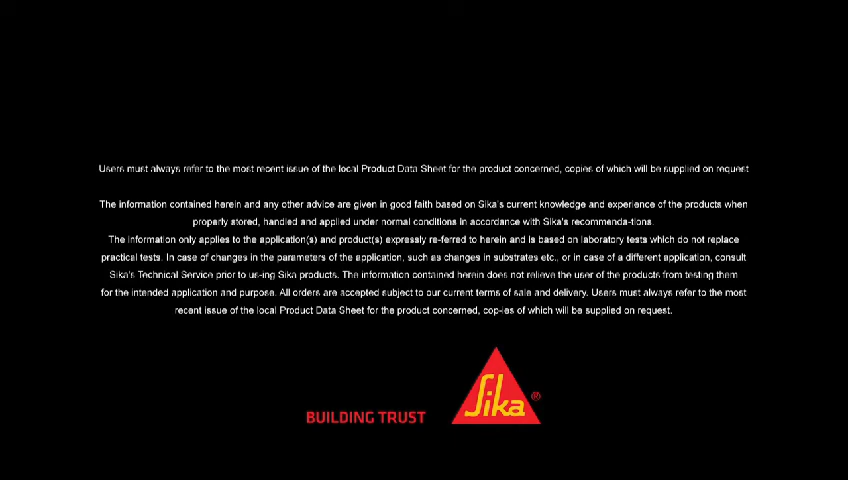 Users must always refer to the most recent issue of the local Product Data Sheet for the product concerned, copies of which will be supplied on request
The information contained herein and any other advice are given in good faith based on Sika's current knowledge and experience of the products when
properly stored, handled and applied under normal conditions in accordance with Sika's recommenda-tions.
The information only applies to the application(s) and product(s) expressly re-ferred to herein and is based on laboratory tests which do not replace
practical tests. In case of changes in the parameters of the application, such as changes in substrates etc., or in case of a different application, consult
Sika's Technical Service prior to us-ing Sika products. The information contained herein does not relieve the user of the products from testing them
for the intended application and purpose. All orders are accepted subject to our current terms of sale and delivery. Users must always refer to the most
recent issue of the local Product Data Sheet for the product concerned, cop-ies of which will be supplied on request.
BUILDING TRUST
Sika®